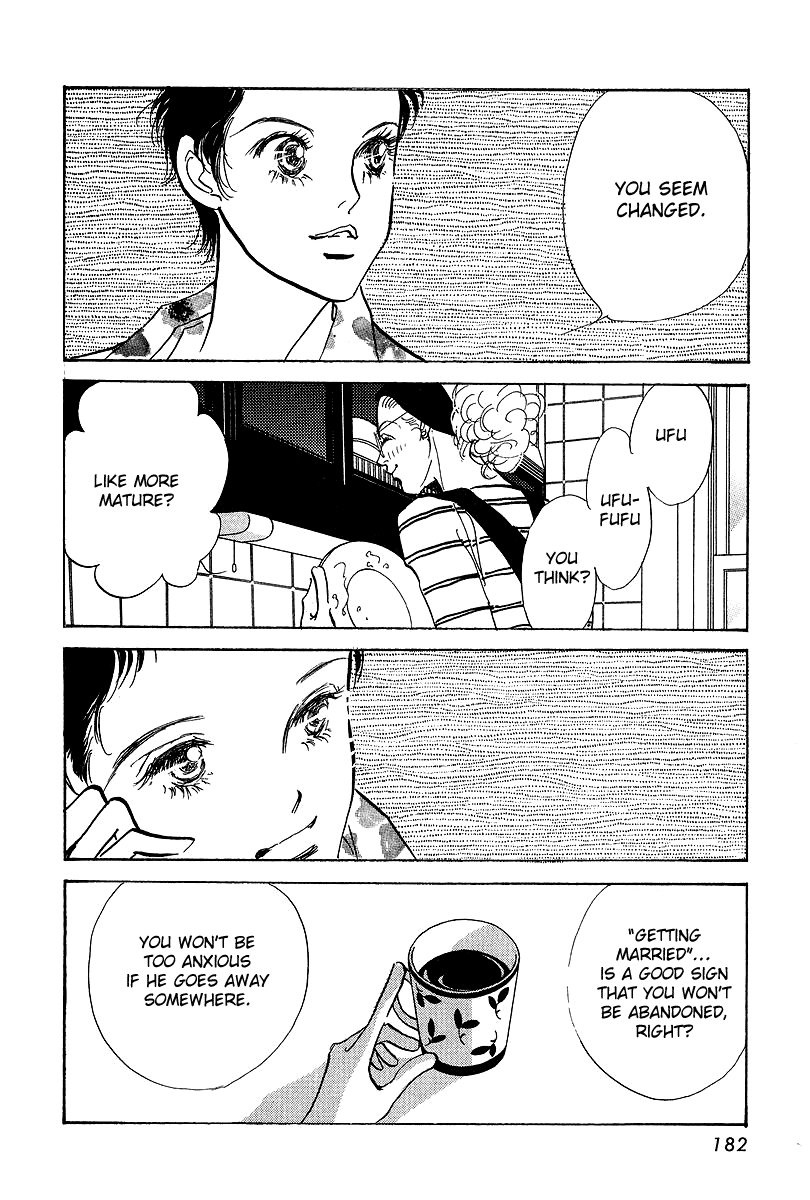 YOU SEEM
CHANGED.
UFU
UFU-
FUFU
YOU
THINK?
LIKE MORE
MATURE?
"GETTING
MARRIED"...
IS A GOOD SIGN
THAT YOU WON'T
BE ABANDONED,
RIGHT?
YOU WON'T BE
TOO ANXIOUS
IF HE GOES AWAY
SOMEWHERE.
182